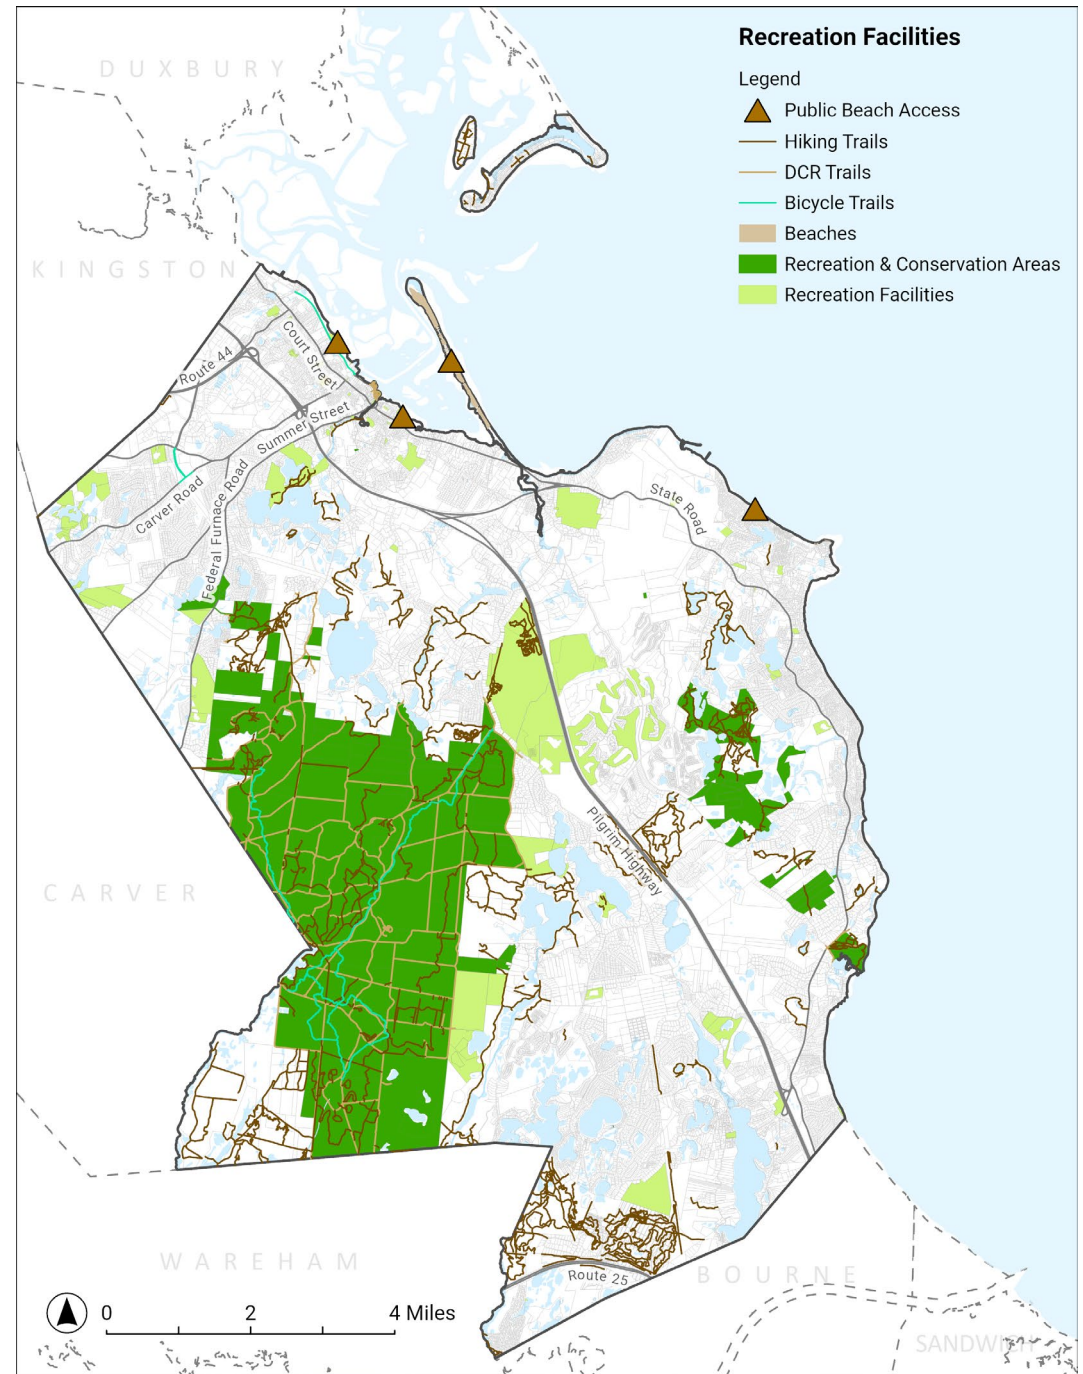 Recreation Facilities
Legend
Public Beach Access
Hiking Trails
DCR Trails
Bicycle Trails
Beaches
Recreation & Conservation Areas
Recreation Facilities
DUXBURY
KINGSTON
Court Street
Route 44
Summer Street
Carver Road
Federal Furnace Road
State Road
Pilgrim Highway
CARVER
WAREHAM
BOURNE
Route 25
SANDWICH
0 2 4 Miles